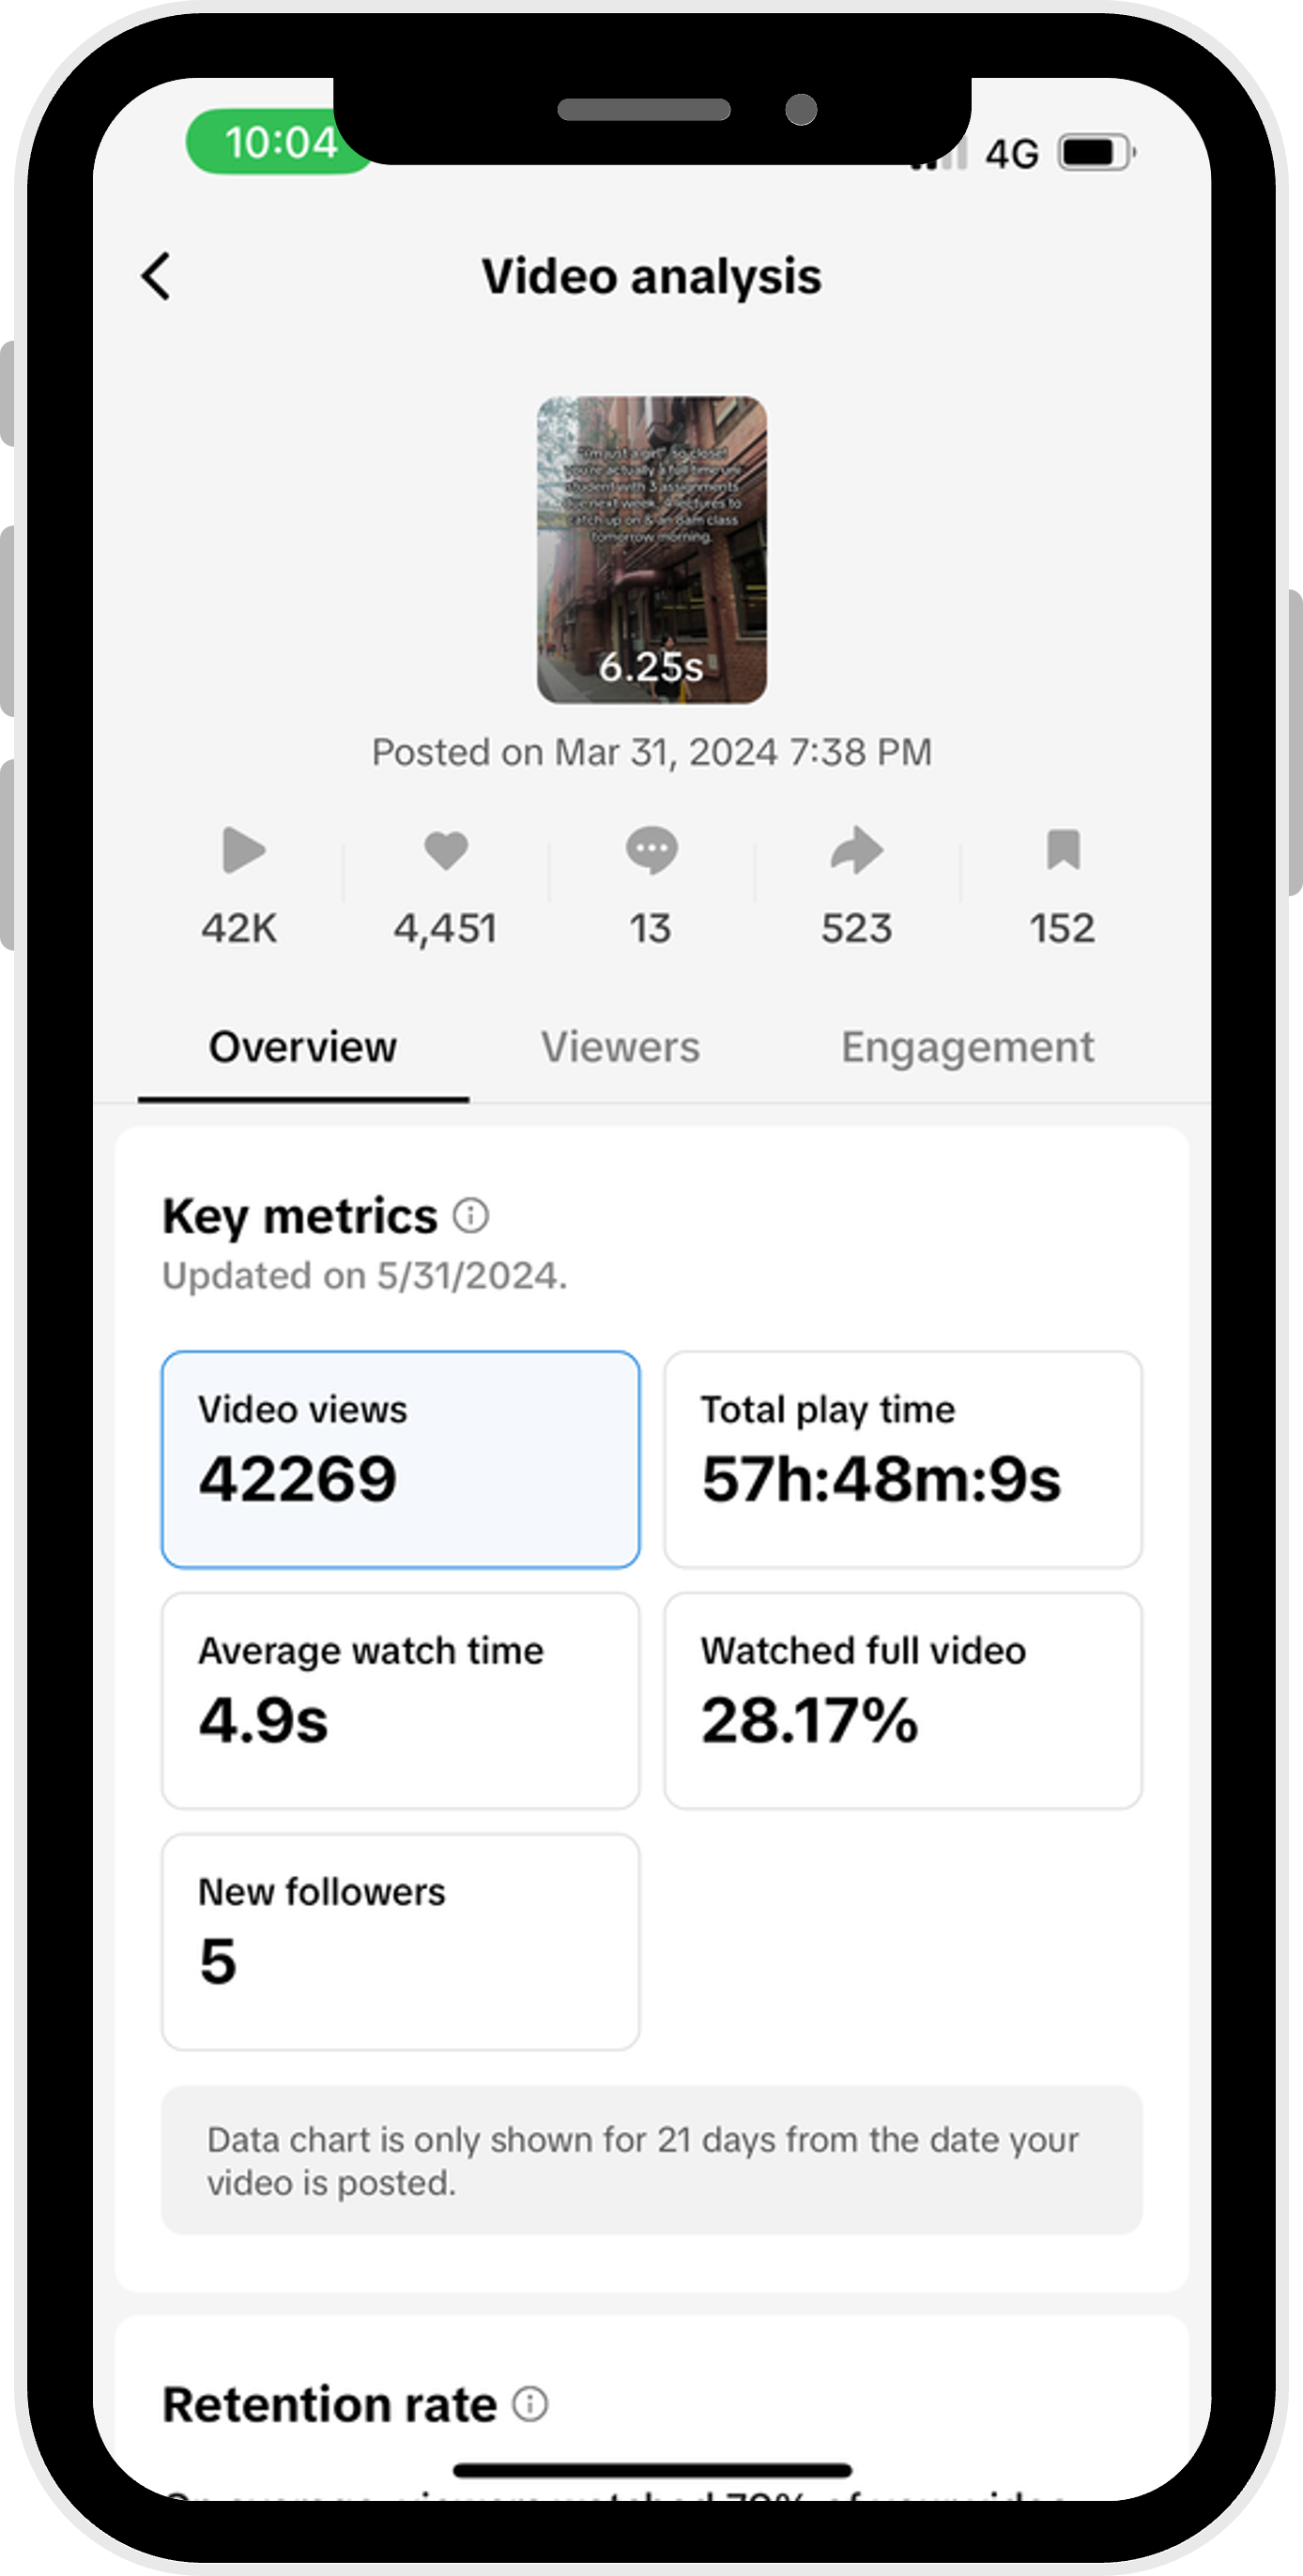 10:04
4G
Video analysis
"I'm just a girl" so close!
you're actually a full time uni
student with 3 assignments
due next week, 4 lectures to
catch up on & an 8am class
tomorrow morning.
6.25s
Posted on Mar 31, 2024 7:38 PM
42K 4,451 13 523 152
Overview Viewers Engagement
Key metrics
Updated on 5/31/2024.
Video views Total play time
42269 57h:48m:9s
Average watch time Watched full video
4.9s 28.17%
New followers
5
Data chart is only shown for 21 days from the date your
video is posted.
Retention rate